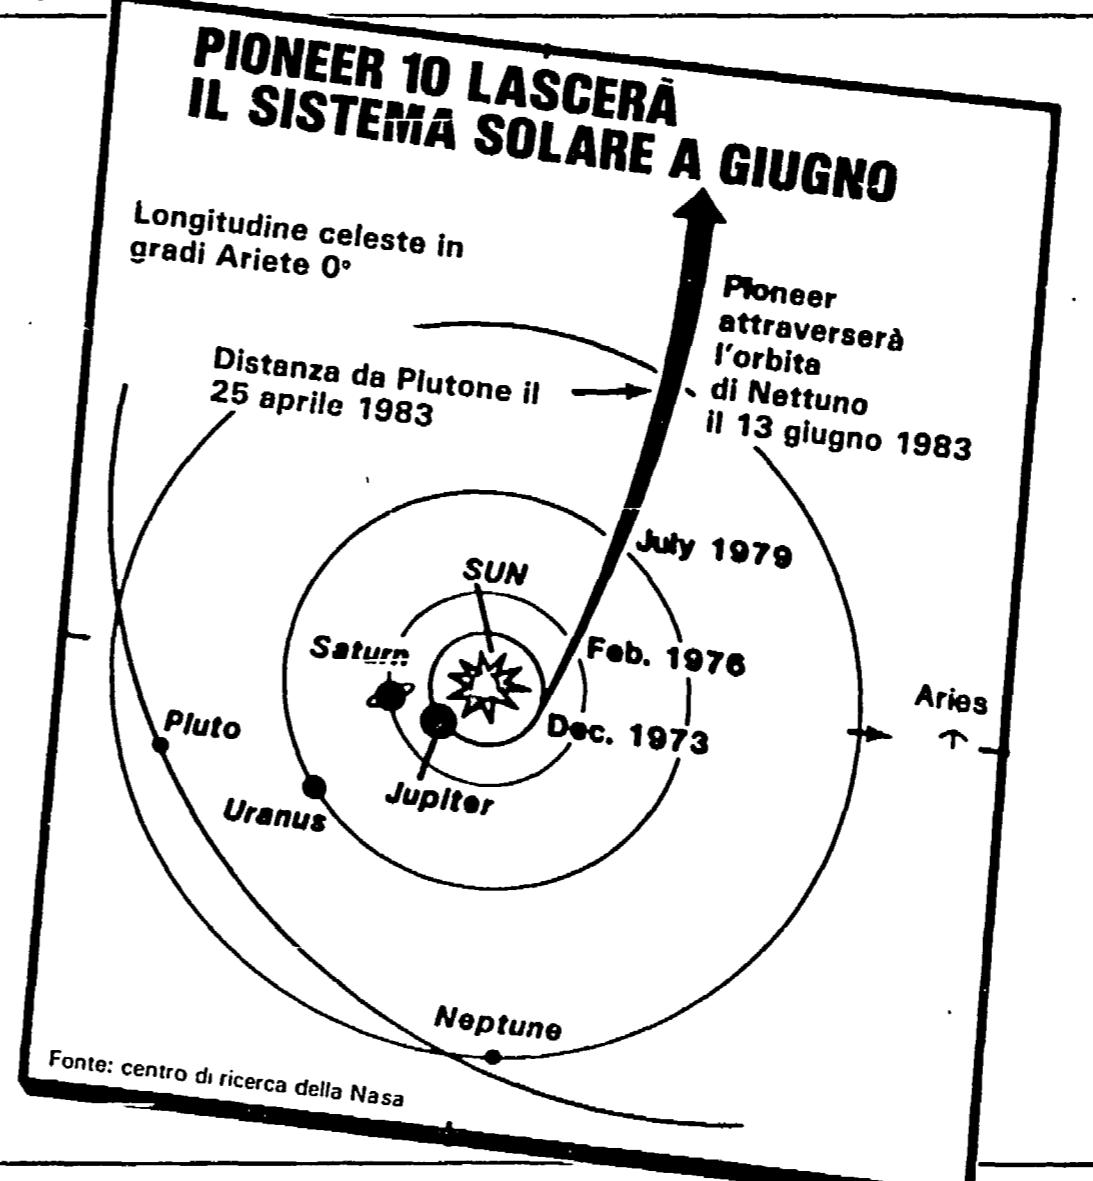 PIONEER 10 LASCERÀ
IL SISTEMA SOLARE A GIUGNO
Longitudine celeste in
gradi Ariete 0°
Pioneer
attraverserà
l'orbita
di Nettuno
il 13 giugno 1983
Distanza da Plutone il
25 aprile 1983
July 1979
SUN
Saturn
Feb. 1976
Aries
Pluto
Dec. 1973
Jupiter
Uranus
Neptune
Fonte: centro di ricerca della Nasa